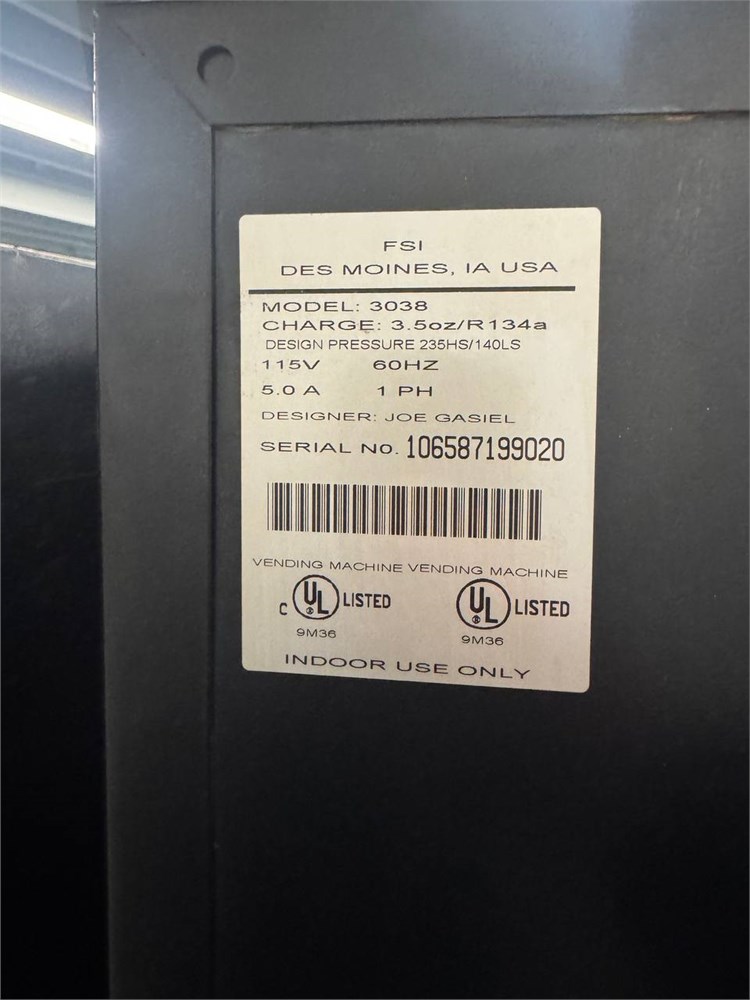 FSI
DES MOINES, IA USA
MODEL: 3038
CHARGE: 3.5oz/R134a
DESIGN PRESSURE 235HS/140LS
115V 60HZ
5.0 A 1 PH
DESIGNER: JOE GASIEL
SERIAL NO. 106587199020
VENDING MACHINE VENDING MACHINE
C UL LISTED UL LISTED
9M36 9M36
INDOOR USE ONLY